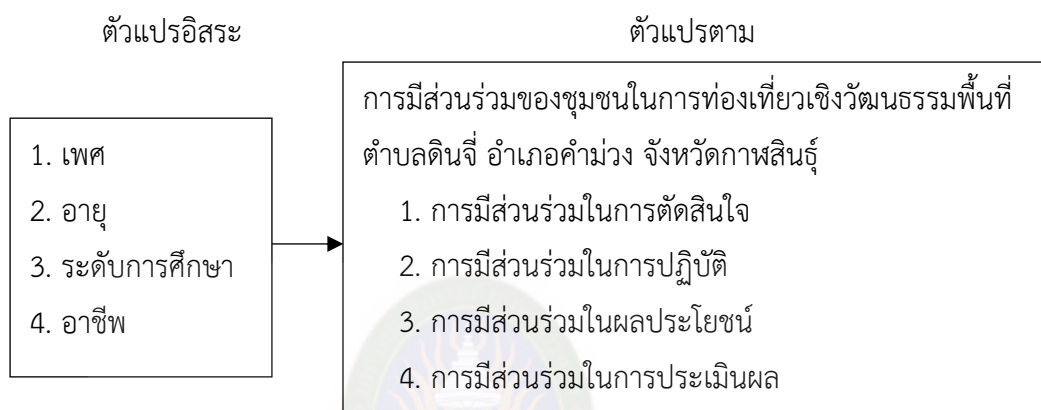 ตัวแปรอิสระ
ตัวแปรตาม
1. เพศ
2. อายุ
3. ระดับการศึกษา
4. อาชีพ
การมีส่วนร่วมของชุมชนในการท่องเที่ยวเชิงวัฒนธรรมพื้นที่
ตำบลดินจี่ อำเภอคำม่วง จังหวัดกาฬสินธุ์
1. การมีส่วนร่วมในการตัดสินใจ
2. การมีส่วนร่วมในการปฏิบัติ
3. การมีส่วนร่วมในผลประโยชน์
4. การมีส่วนร่วมในการประเมินผล